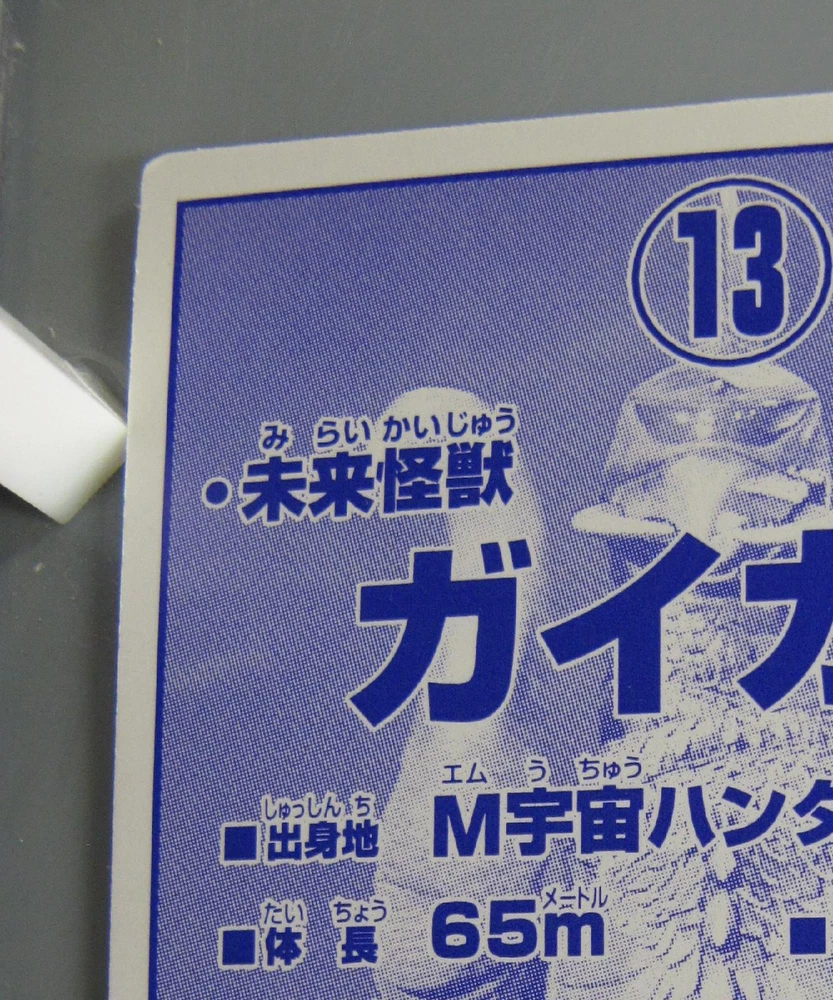 13
み らい かいじゅう
・未来怪獣
ガイガ
エム う ちゅう
しゅっしん ち
■出身地 M宇宙ハンタ
たい ちょう メートル
■体 長 65m ■